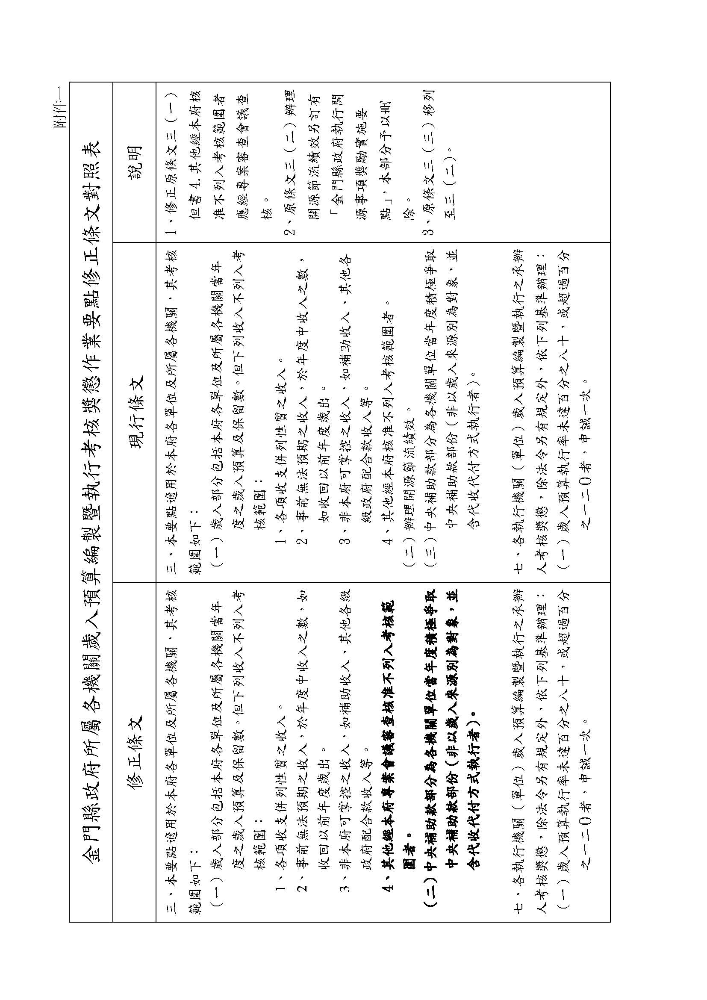 附件一
金門縣政府所屬各機關歲入預算編製暨執行考核獎懲作業要點修正條文對照表
修正條文
現行條文
說明
三、本要點適用於本府各單位及所屬各機關，其考核
範圍如下：
(一)歲入部分包括本府各單位及所屬各機關當年
度之歲入預算及保留數。但下列收入不列入考
核範圍：
1、各項收支併列性質之收入。
2、事前無法預期之收入，於年度中收入之數，如
收回以前年度歲出。
3、非本府可掌控之收入，如補助收入、其他各級
政府配合款收入等。
4、其他經本府專案會議審查核准不列入考核範
圍者。
(二)中央補助款部分為各機關單位當年度積極爭取
中央補助款部份(非以歲入來源別為對象，並
含代收代付方式執行者)。
七、各執行機關(單位)歲入預算編製暨執行之承辦
人考核獎懲，除法令另有規定外，依下列基準辦理：
(一)歲入預算執行率未達百分之八十，或超過百分
之一二0者，申誡一次。
三、本要點適用於本府各單位及所屬各機關，其考核
範圍如下：
(一)歲入部分包括本府各單位及所屬各機關當年
度之歲入預算及保留數。但下列收入不列入考
核範圍：
1、各項收支併列性質之收入。
2、事前無法預期之收入，於年度中收入之數，
如收回以前年度歲出。
3、非本府可掌控之收入，如補助收入、其他各
級政府配合款收入等。
4、其他經本府核准不列入考核範圍者。
(二)辦理開源節流績效。
(三)中央補助款部分為各機關單位當年度積極爭取
中央補助款部份(非以歲入來源別為對象，並
含代收代付方式執行者)。
七、各執行機關(單位)歲入預算編製暨執行之承辦
人考核獎懲，除法令另有規定外，依下列基準辦理：
(一)歲入預算執行率未達百分之八十，或超過百分
之一二0者，申誡一次。
1、修正原條文三(一)
但書4.其他經本府核
准不列入考核範圍者
應經專案審查會議查
核。
2、原條文三(二)辦理
開源節流績效另訂有
「金門縣政府執行開
源事項獎勵實施要
點」，本部分予以刪
除。
3、原條文三(三)移列
至三(二)。